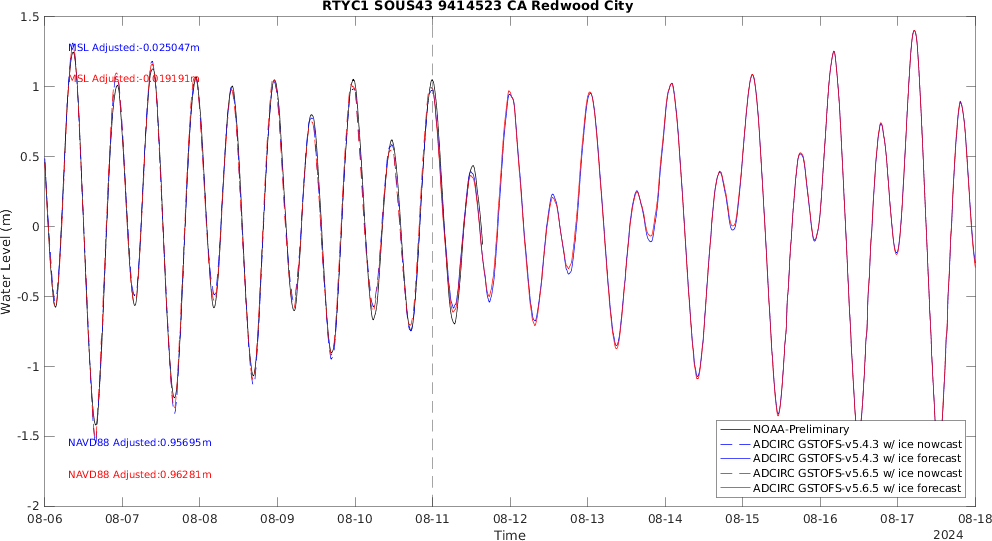 RTYC1 SOUS43 9414523 CA Redwood City
1.5
1
0.5
0
-0.5
-1
-1.5
-2
Water Level (m)
MSL Adjusted:-0.025047m
MSL Adjusted:-0.019191m
NAVD88 Adjusted:0.95695m
NAVD88 Adjusted:0.96281m
NOAA-Preliminary
ADCIRC GSTOFS-v5.4.3 w/ ice nowcast
ADCIRC GSTOFS-v5.4.3 w/ ice forecast
ADCIRC GSTOFS-v5.6.5 w/ ice nowcast
ADCIRC GSTOFS-v5.6.5 w/ ice forecast
08-06 08-07 08-08 08-09 08-10 08-11 08-12 08-13 08-14 08-15 08-16 08-17 08-18
Time
2024